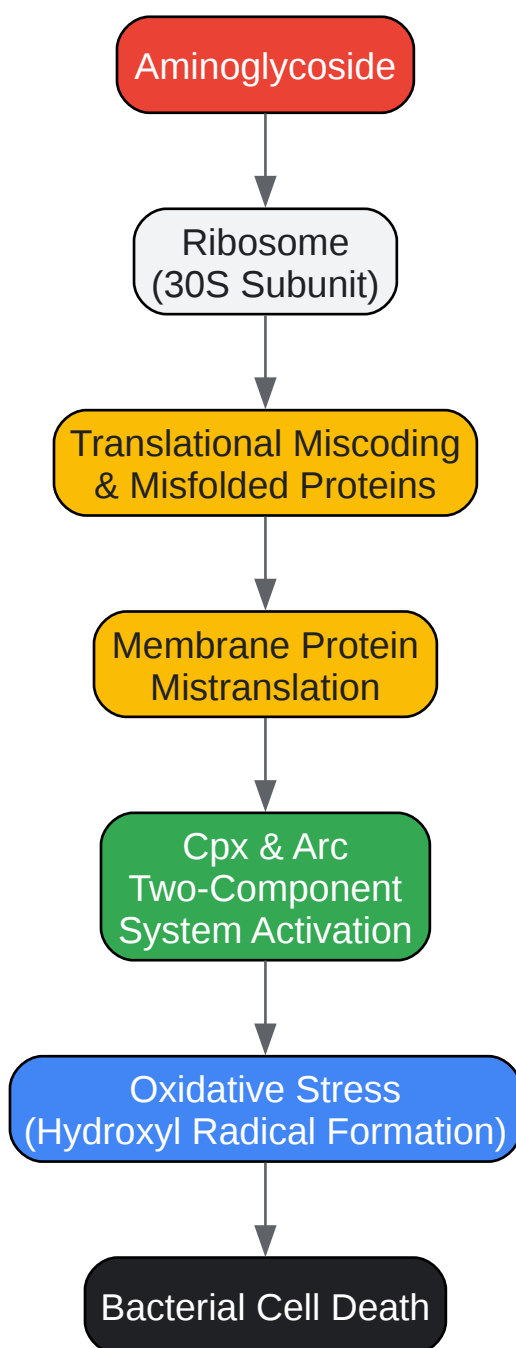 Aminoglycoside
Ribosome
(30S Subunit)
Translational Miscoding
& Misfolded Proteins
Membrane Protein
Mistranslation
Cpx & Arc
Two-Component
System Activation
Oxidative Stress
(Hydroxyl Radical Formation)
Bacterial Cell Death